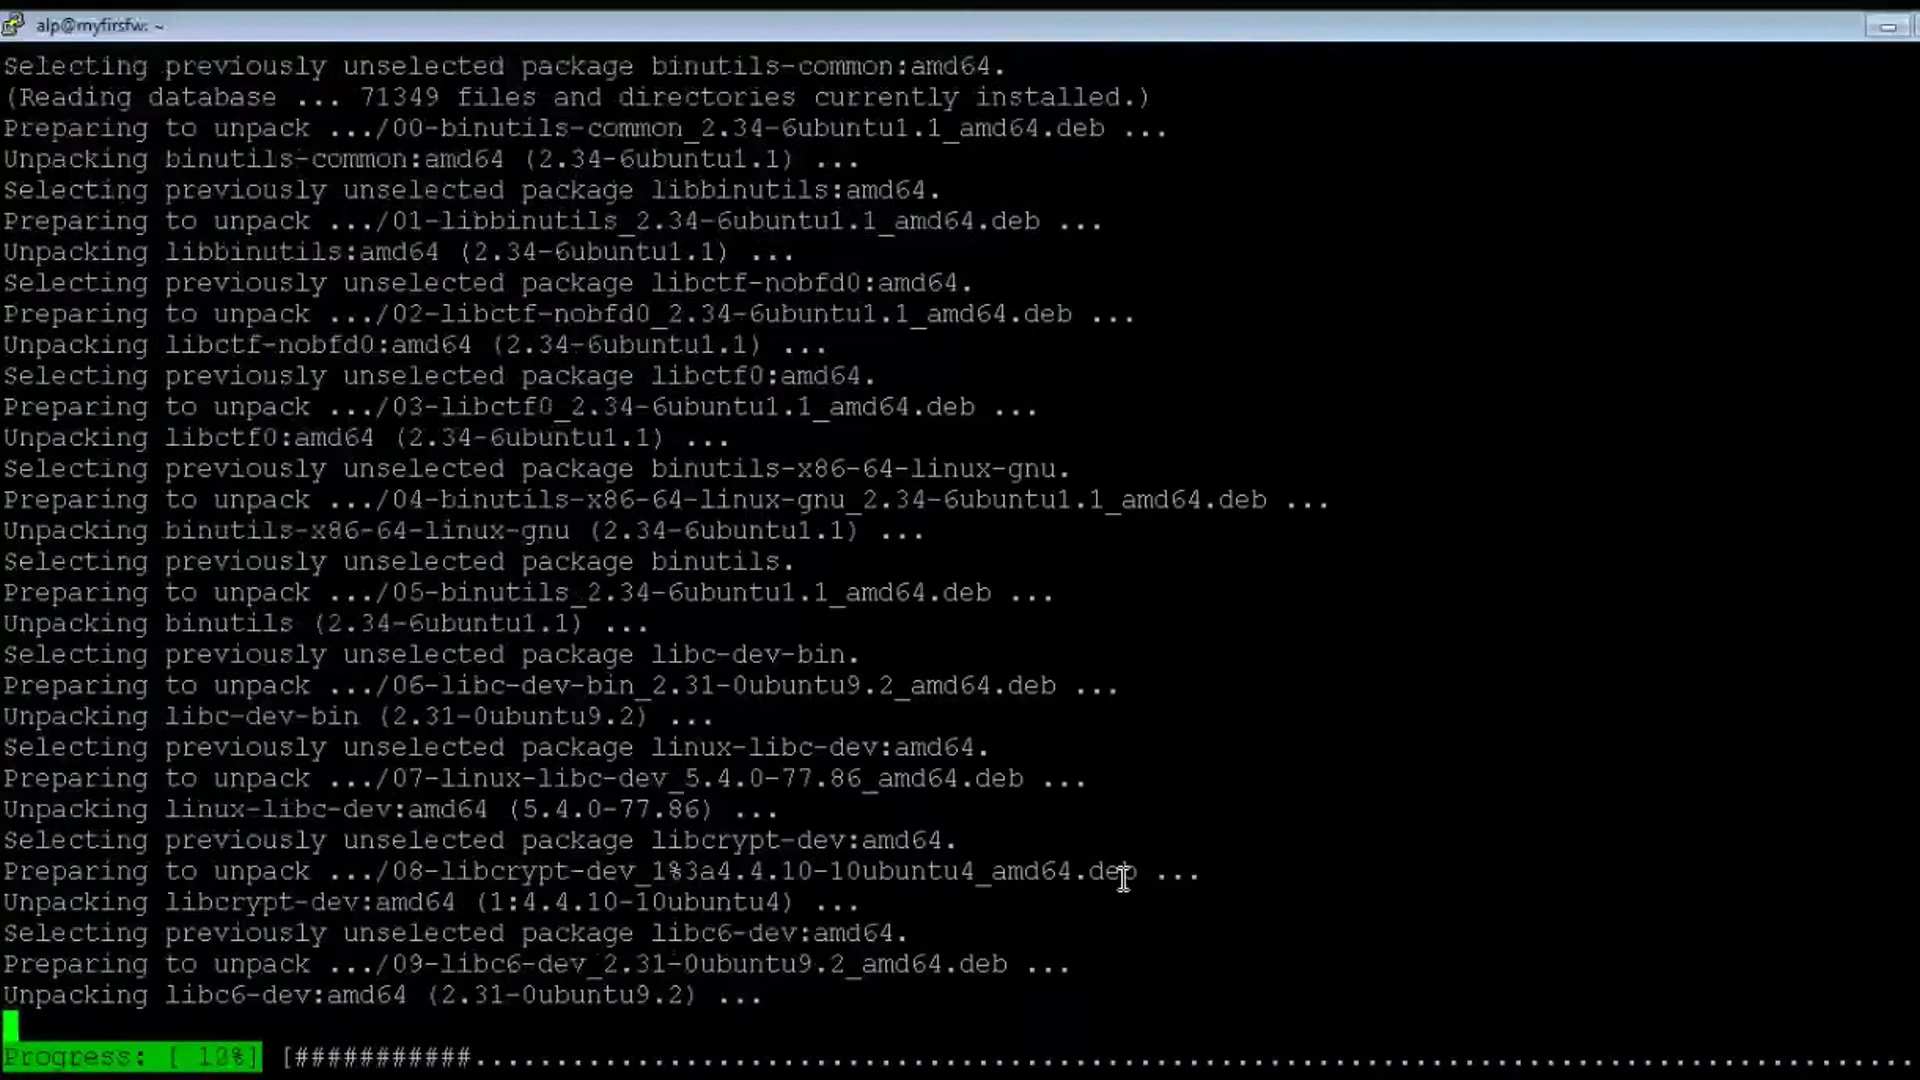 alp@myfirsfw: ~
Selecting previously unselected package binutils-common:amd64.
(Reading database ... 71349 files and directories currently installed.)
Preparing to unpack .../00-binutils-common_2.34-6ubuntu1.1_amd64.deb ...
Unpacking binutils-common:amd64 (2.34-6ubuntu1.1) ...
Selecting previously unselected package libbinutils:amd64.
Preparing to unpack .../01-libbinutils_2.34-6ubuntu1.1_amd64.deb ...
Unpacking libbinutils:amd64 (2.34-6ubuntu1.1) ...
Selecting previously unselected package libctf-nobfd0:amd64.
Preparing to unpack .../02-libctf-nobfd0_2.34-6ubuntu1.1_amd64.deb ...
Unpacking libctf-nobfd0:amd64 (2.34-6ubuntu1.1) ...
Selecting previously unselected package libctf0:amd64.
Preparing to unpack .../03-libctf0_2.34-6ubuntu1.1_amd64.deb ...
Unpacking libctf0:amd64 (2.34-6ubuntu1.1) ...
Selecting previously unselected package binutils-x86-64-linux-gnu.
Preparing to unpack .../04-binutils-x86-64-linux-gnu_2.34-6ubuntu1.1_amd64.deb ...
Unpacking binutils-x86-64-linux-gnu (2.34-6ubuntu1.1) ...
Selecting previously unselected package binutils.
Preparing to unpack .../05-binutils_2.34-6ubuntu1.1_amd64.deb ...
Unpacking binutils (2.34-6ubuntu1.1) ...
Selecting previously unselected package libc-dev-bin.
Preparing to unpack .../06-libc-dev-bin_2.31-0ubuntu9.2_amd64.deb ...
Unpacking libc-dev-bin (2.31-0ubuntu9.2) ...
Selecting previously unselected package linux-libc-dev:amd64.
Preparing to unpack .../07-linux-libc-dev_5.4.0-77.86_amd64.deb ...
Unpacking linux-libc-dev:amd64 (5.4.0-77.86) ...
Selecting previously unselected package libcrypt-dev:amd64.
Preparing to unpack .../08-libcrypt-dev_1%3a4.4.10-10ubuntu4_amd64.deb ...
Unpacking libcrypt-dev:amd64 (1:4.4.10-10ubuntu4) ...
Selecting previously unselected package libc6-dev:amd64.
Preparing to unpack .../09-libc6-dev_2.31-0ubuntu9.2_amd64.deb ...
Unpacking libc6-dev:amd64 (2.31-0ubuntu9.2) ...
Progress: [ 12%] [###########.........................................................................................